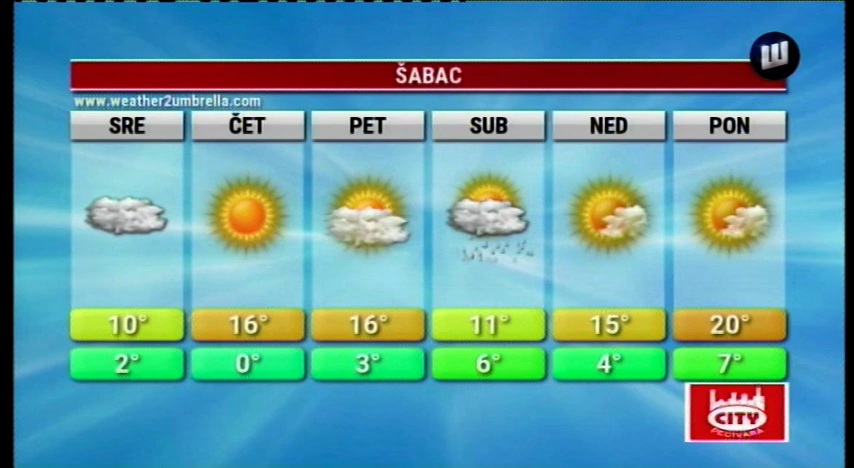 Ш
ŠABAC
www.weather2umbrella.com
SRE ČET PET SUB NED PON
10° 16° 16° 11° 15° 20°
2° 0° 3° 6° 4° 7°
CITY
PECIVARA